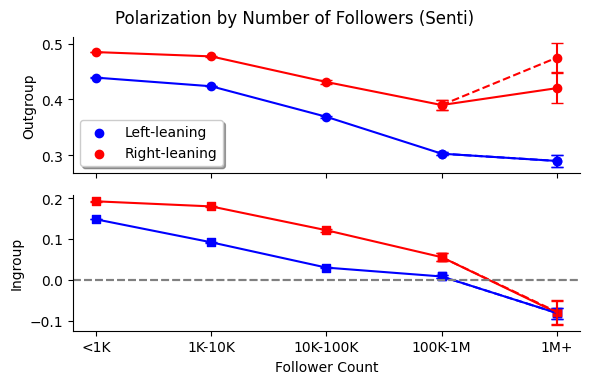 Polarization by Number of Followers (Senti)
0.5
0.4
0.3
Outgroup
Left-leaning
Right-leaning
0.2
0.1
0.0
−0.1
Ingroup
<1K 1K-10K 10K-100K 100K-1M 1M+
Follower Count